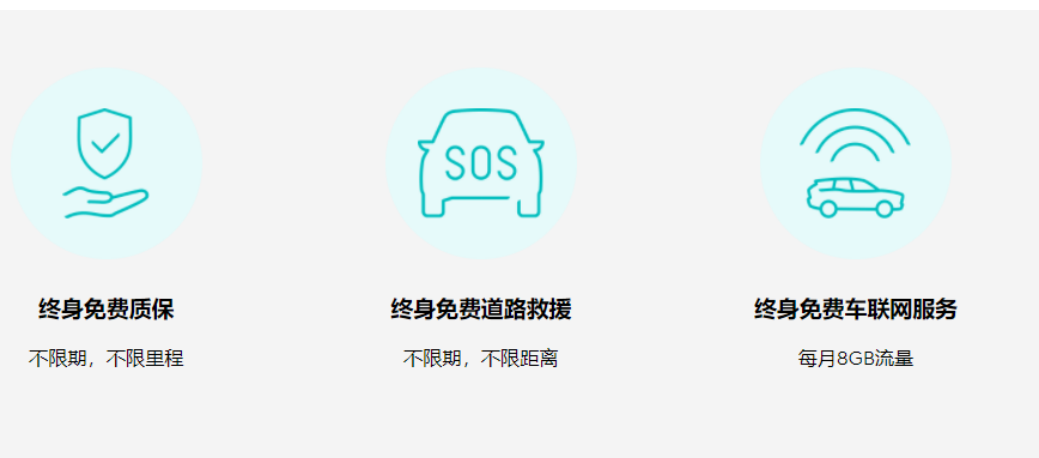 SOS
终身免费质保
终身免费道路救援
终身免费车联网服务
不限期，不限里程
不限期，不限距离
每月8GB流量